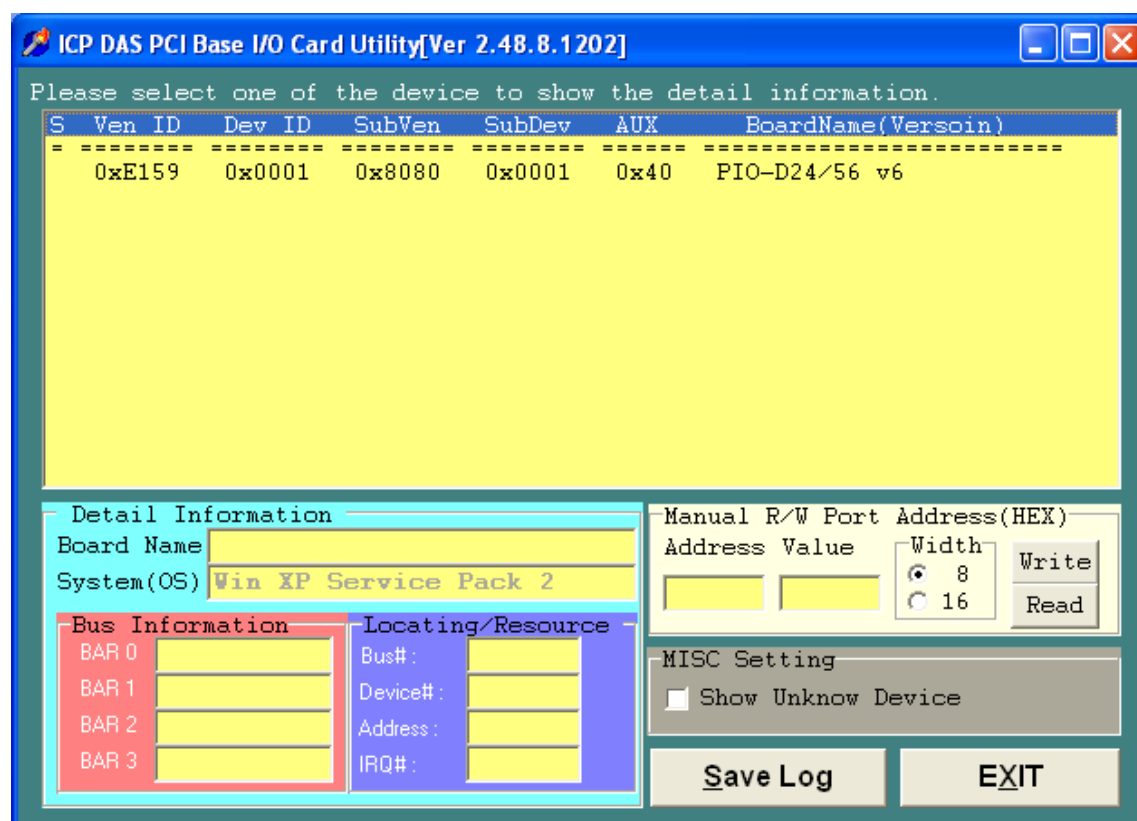 ICP DAS PCI Base I/O Card Utility[Ver 2.48.8.1202]
Please select one of the device to show the detail information.
S Ven ID Dev ID SubVen SubDev AUX BoardName(Versoin)
= ======== ======== ======== ======== ====== =========================
0xE159 0x0001 0x8080 0x0001 0x40 PIO-D24/56 v6
Detail Information
Board Name
System(OS) Win XP Service Pack 2
Bus Information
BAR 0
BAR 1
BAR 2
BAR 3
Locating/Resource
Bus# :
Device# :
Address :
IRQ# :
Manual R/W Port Address(HEX)
Address Value Width
8
16
Write
Read
MISC Setting
Show Unknow Device
Save Log
EXIT